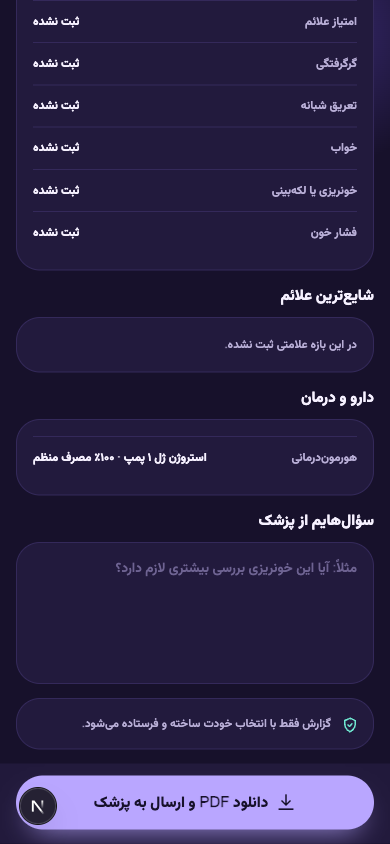 امتیاز علائم ثبت نشده
گرگرفتگی ثبت نشده
تعریق شبانه ثبت نشده
خواب ثبت نشده
خونریزی یا لکه‌بینی ثبت نشده
فشار خون ثبت نشده
شایع‌ترین علائم
در این بازه علامتی ثبت نشده.
دارو و درمان
هورمون‌درمانی استروژن ژل ۱ پمپ · ۱۰۰٪ مصرف منظم
سؤال‌هایم از پزشک
مثلاً: آیا این خونریزی بررسی بیشتری لازم دارد؟
گزارش فقط با انتخاب خودت ساخته و فرستاده می‌شود.
دانلود PDF و ارسال به پزشک
N